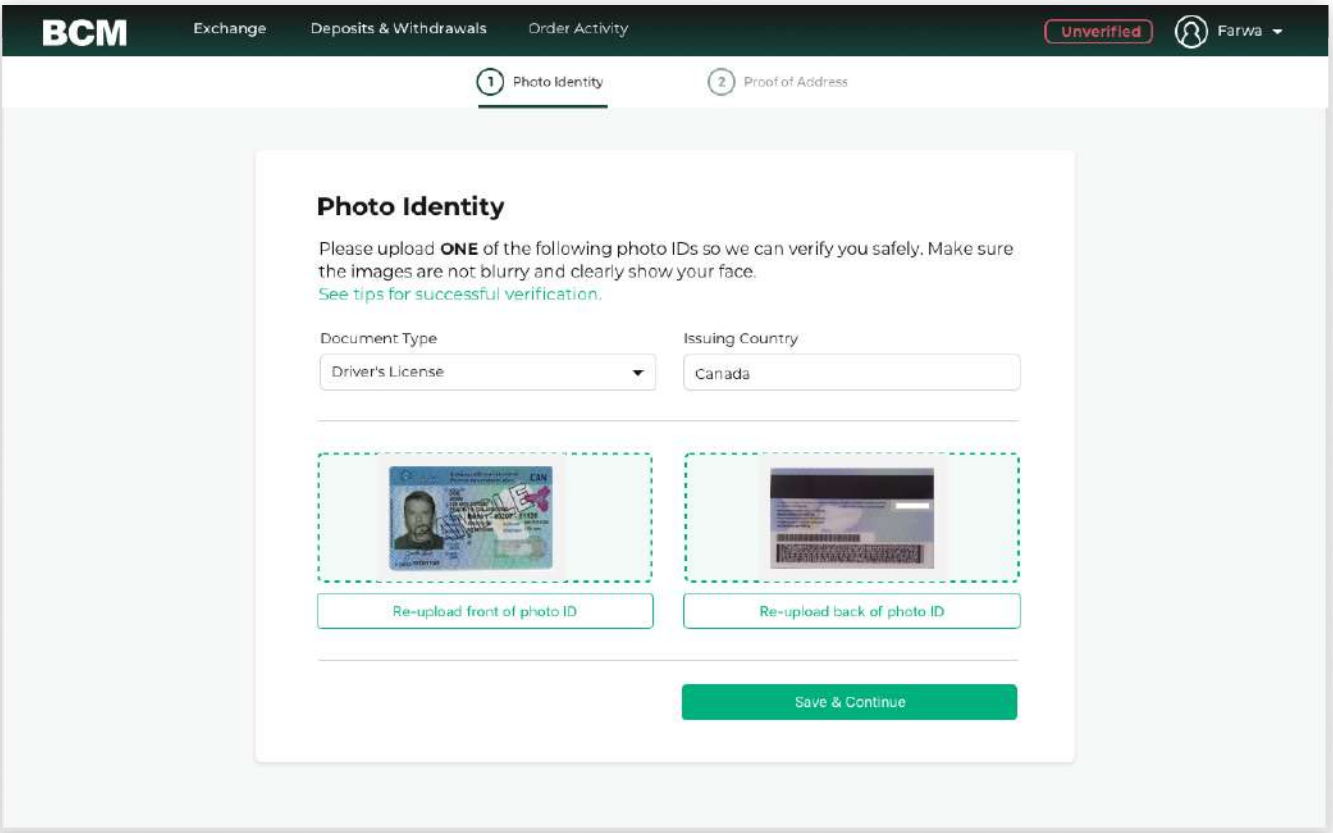 BCM
Exchange
Deposits & Withdrawals
Order Activity
Unverified
Farwa
1 Photo Identity
2 Proof of Address
Photo Identity
Please upload ONE of the following photo IDs so we can verify you safely. Make sure
the images are not blurry and clearly show your face.
See tips for successful verification.
Document Type
Issuing Country
Driver's License
Canada
CAN
Re-upload front of photo ID
Re-upload back of photo ID
Save & Continue